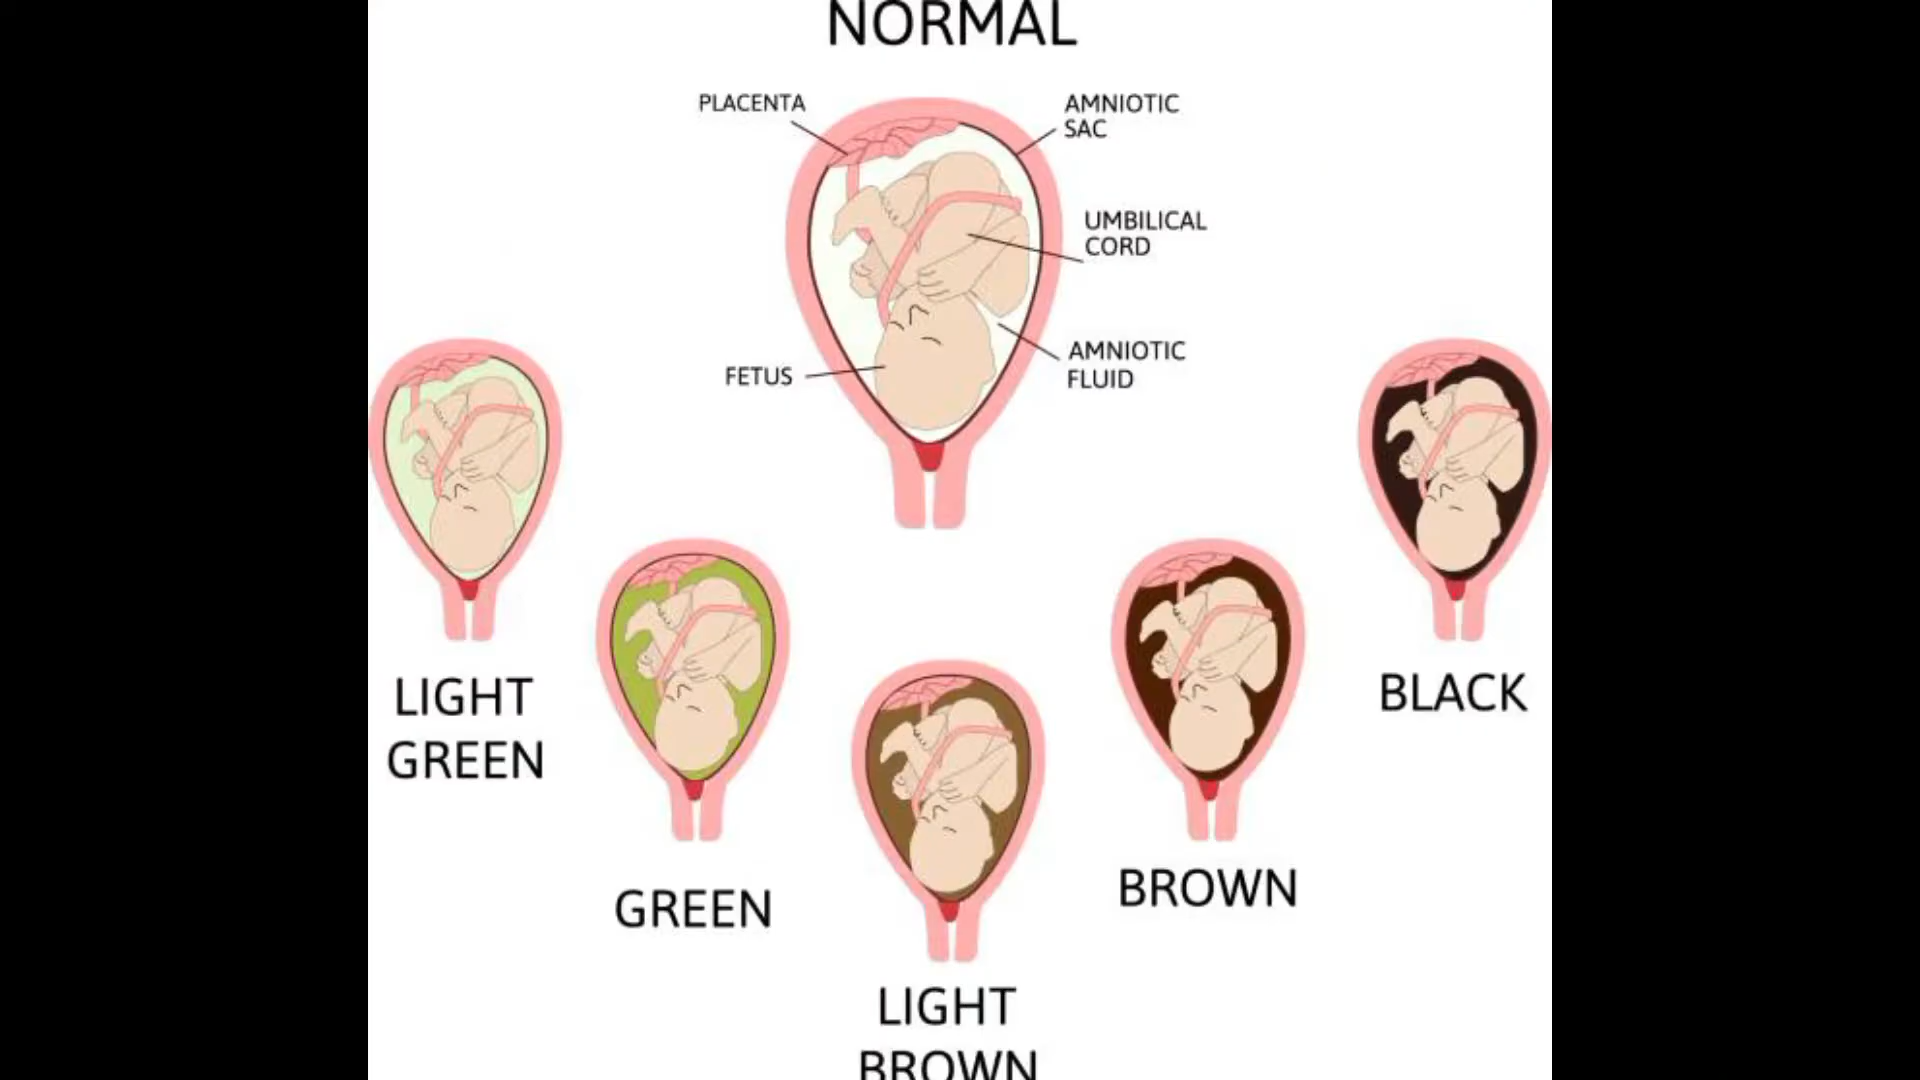 NORMAL
PLACENTA
AMNIOTIC
SAC
UMBILICAL
CORD
AMNIOTIC
FLUID
FETUS
LIGHT
GREEN
GREEN
LIGHT
BROWN
BROWN
BLACK